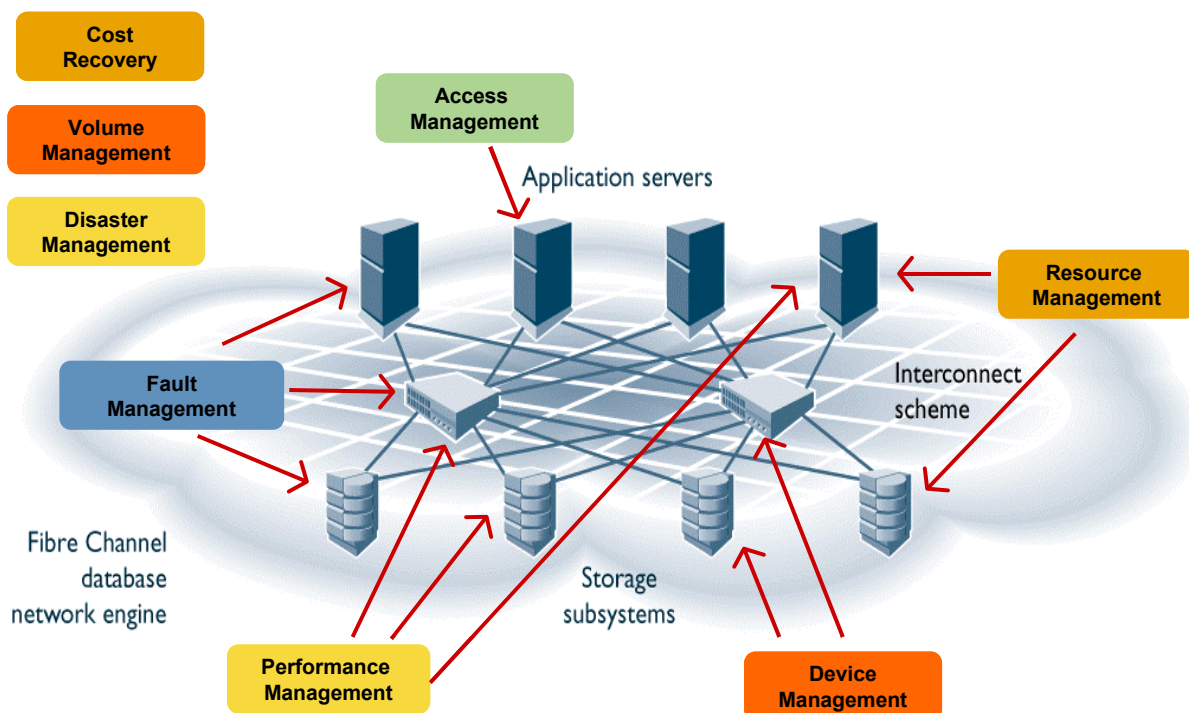 Cost
Recovery
Access
Management
Volume
Management
Application servers
Disaster
Management
Resource
Management
Fault
Management
Interconnect
scheme
Fibre Channel
database
network engine
Storage
subsystems
Performance
Management
Device
Management